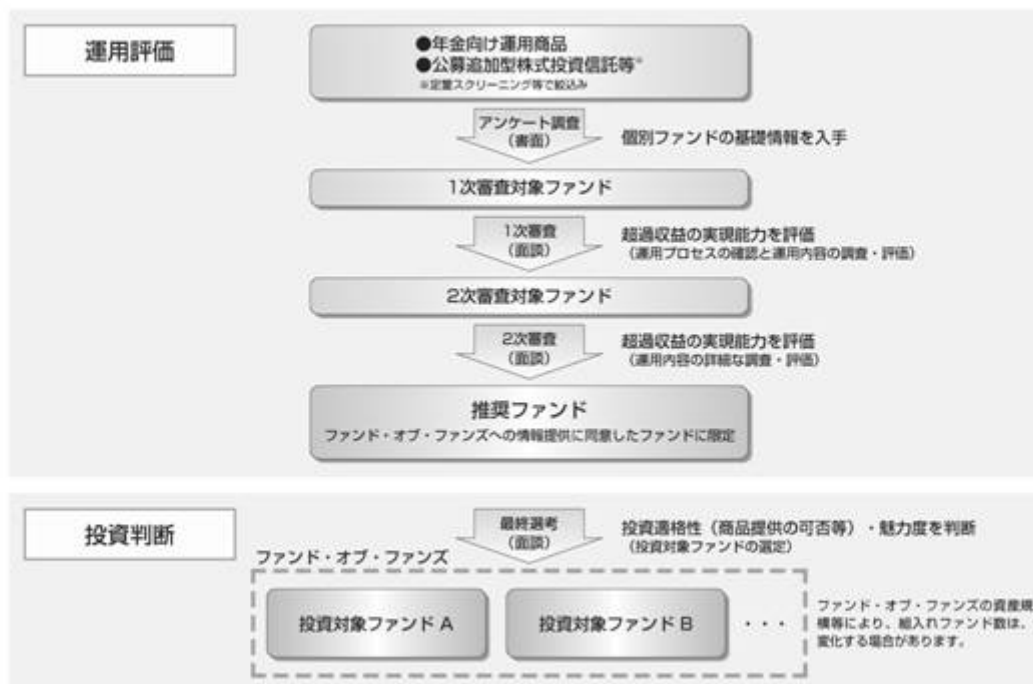 運用評価
●年金向け運用商品
●公募追加型株式投資信託等※
※定量スクリーニング等で絞込み
アンケート調査
(書面)
個別ファンドの基礎情報を入手
1次審査対象ファンド
1次審査
(面談)
超過収益の実現能力を評価
(運用プロセスの確認と運用内容の調査・評価)
2次審査対象ファンド
2次審査
(面談)
超過収益の実現能力を評価
(運用内容の詳細な調査・評価)
推奨ファンド
ファンド・オブ・ファンズへの情報提供に同意したファンドに限定
投資判断
最終選考
(面談)
投資適格性(商品提供の可否等)・魅力度を判断
(投資対象ファンドの選定)
ファンド・オブ・ファンズ
投資対象ファンド A
投資対象ファンド B
・・・
ファンド・オブ・ファンズの資産規
模等により、組入れファンド数は、
変化する場合があります。